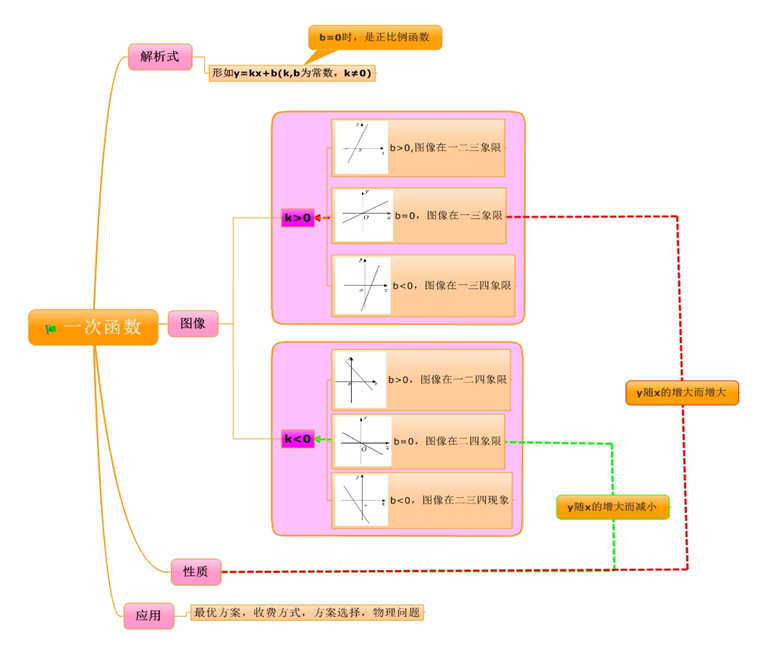 b=0时，是正比例函数
解析式
形如y=kx+b(k,b为常数，k≠0)
b>0,图像在一二三象限
k>0
b=0，图像在一三象限
b<0，图像在一三四象限
一次函数
图像
b>0，图像在一二四象限
y随x的增大而增大
k<0
b=0，图像在二四象限
b<0，图像在二三四现象
y随x的增大而减小
性质
应用
最优方案，收费方式，方案选择，物理问题